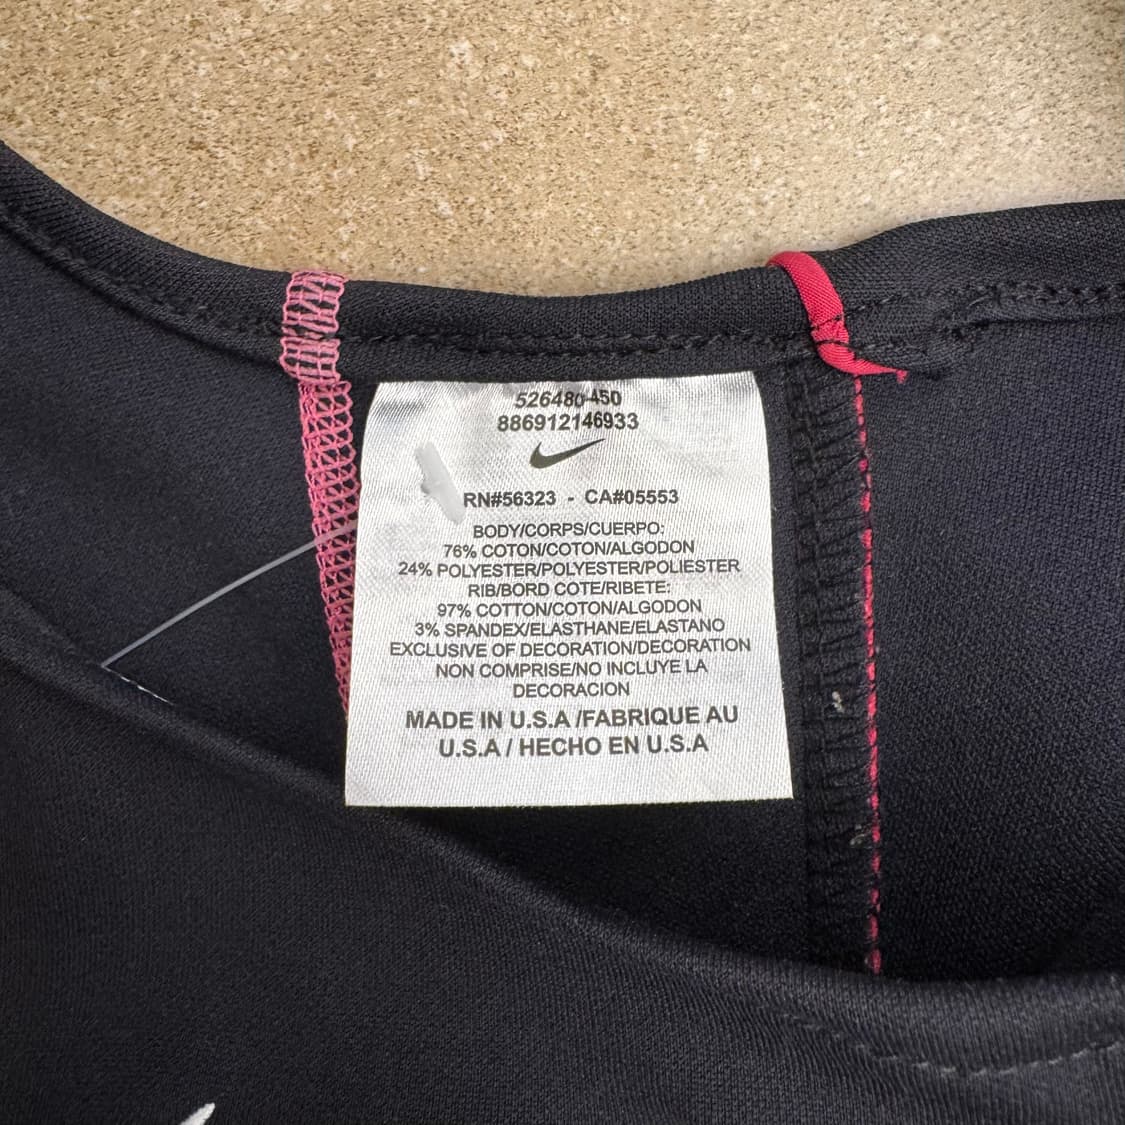 526480-450
886912146933
RN#56323 - CA#05553
BODY/CORPS/CUERPO:
76% COTON/COTON/ALGODON
24% POLYESTER/POLYESTER/POLIESTER
RIB/BORD COTE/RIBETE:
97% COTTON/COTON/ALGODON
3% SPANDEX/ELASTHANE/ELASTANO
EXCLUSIVE OF DECORATION/DECORATION
NON COMPRISE/NO INCLUYE LA
DECORACION
MADE IN U.S.A /FABRIQUE AU
U.S.A / HECHO EN U.S.A